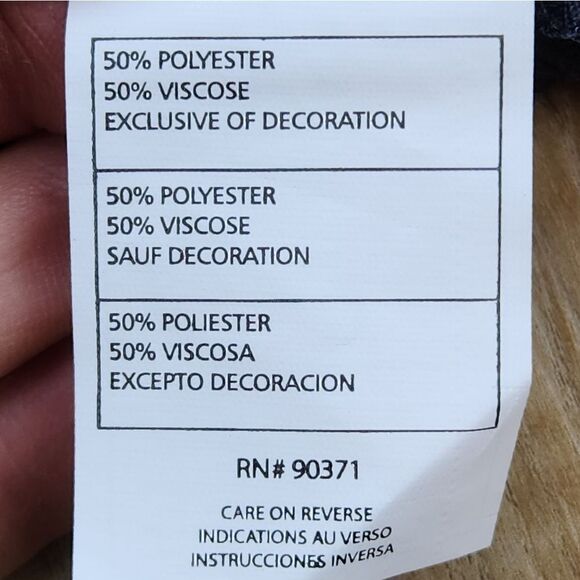 50% POLYESTER
50% VISCOSE
EXCLUSIVE OF DECORATION
50% POLYESTER
50% VISCOSE
SAUF DECORATION
50% POLIESTER
50% VISCOSA
EXCEPTO DECORACION
RN# 90371
CARE ON REVERSE
INDICATIONS AU VERSO
INSTRUCCIONES INVERSA